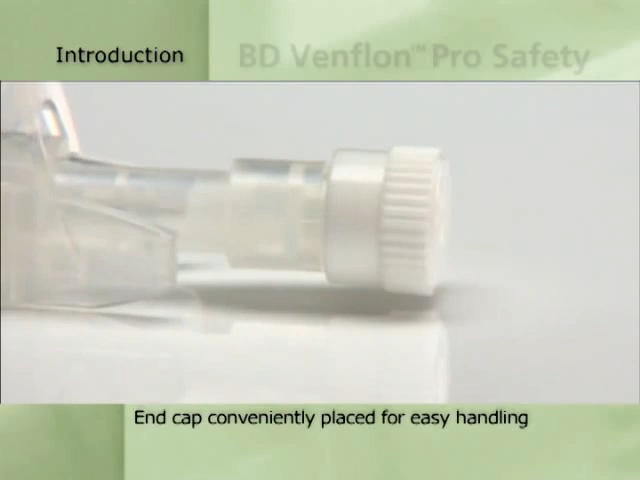 Introduction
BD Venflon™ Pro Safety
End cap conveniently placed for easy handling